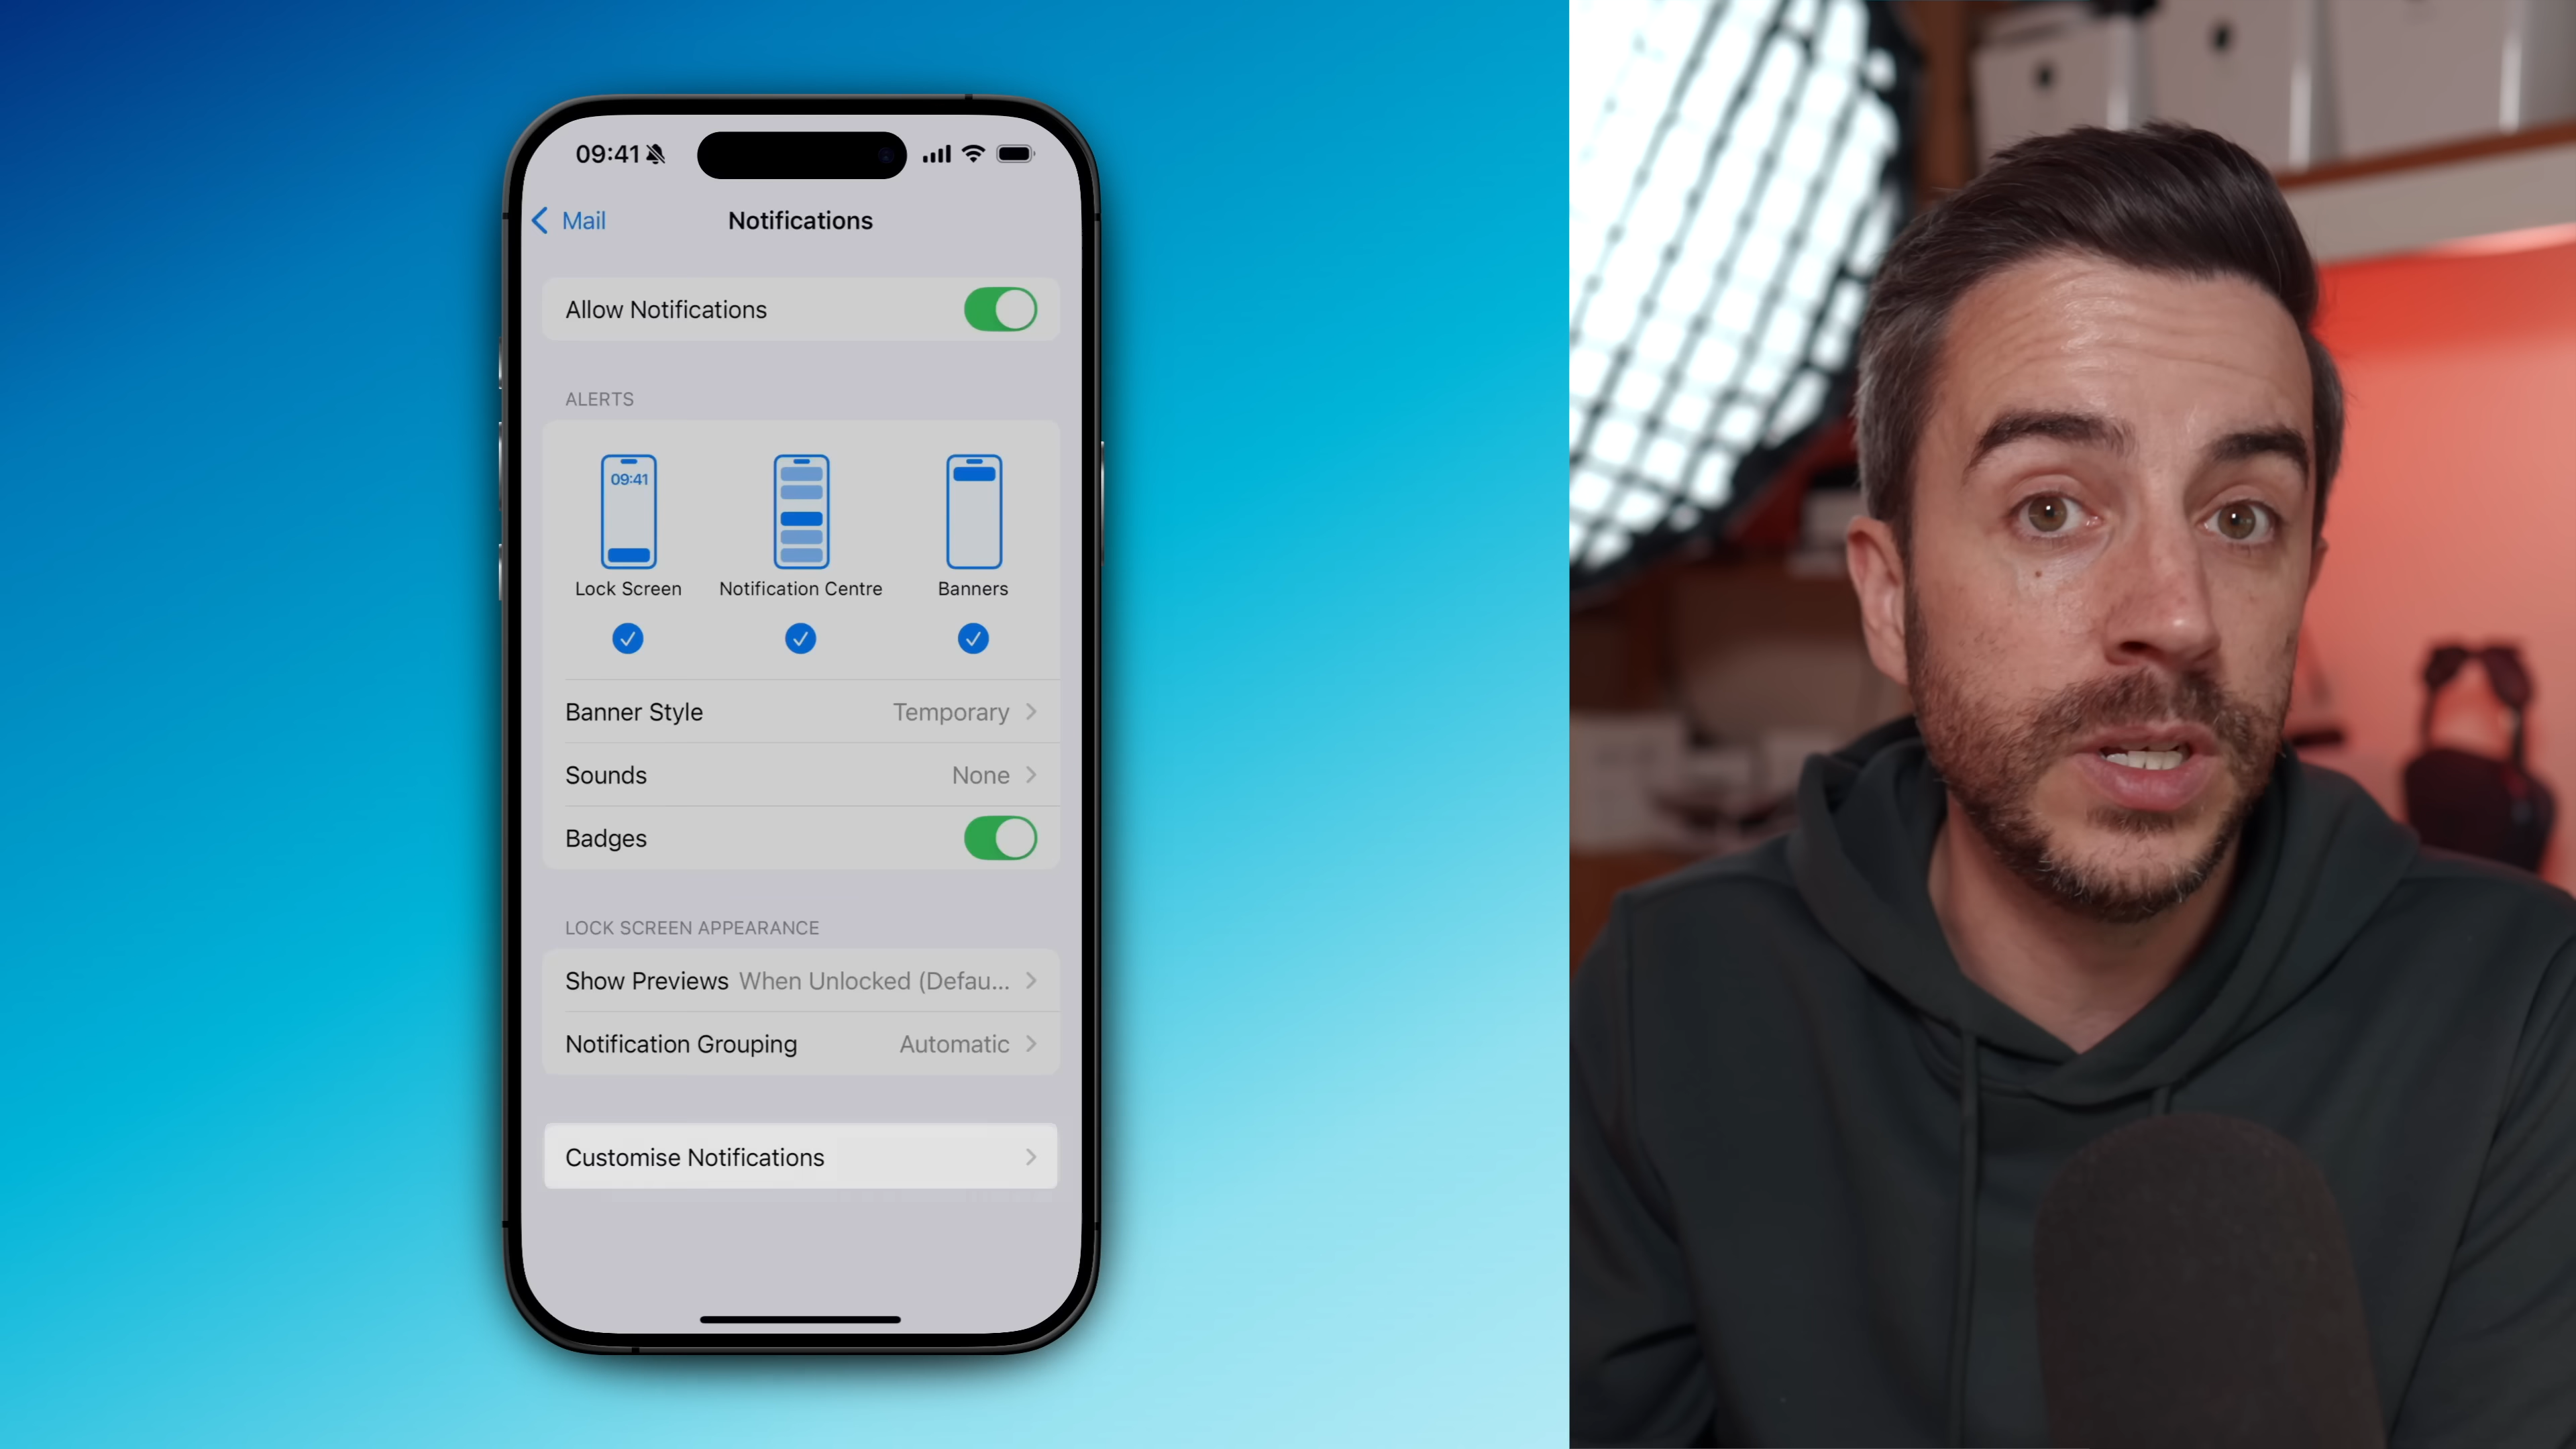 09:41
Mail
Notifications
Allow Notifications
ALERTS
09:41
Lock Screen
Notification Centre
Banners
Banner Style Temporary
Sounds None
Badges
LOCK SCREEN APPEARANCE
Show Previews When Unlocked (Defau...
Notification Grouping Automatic
Customise Notifications